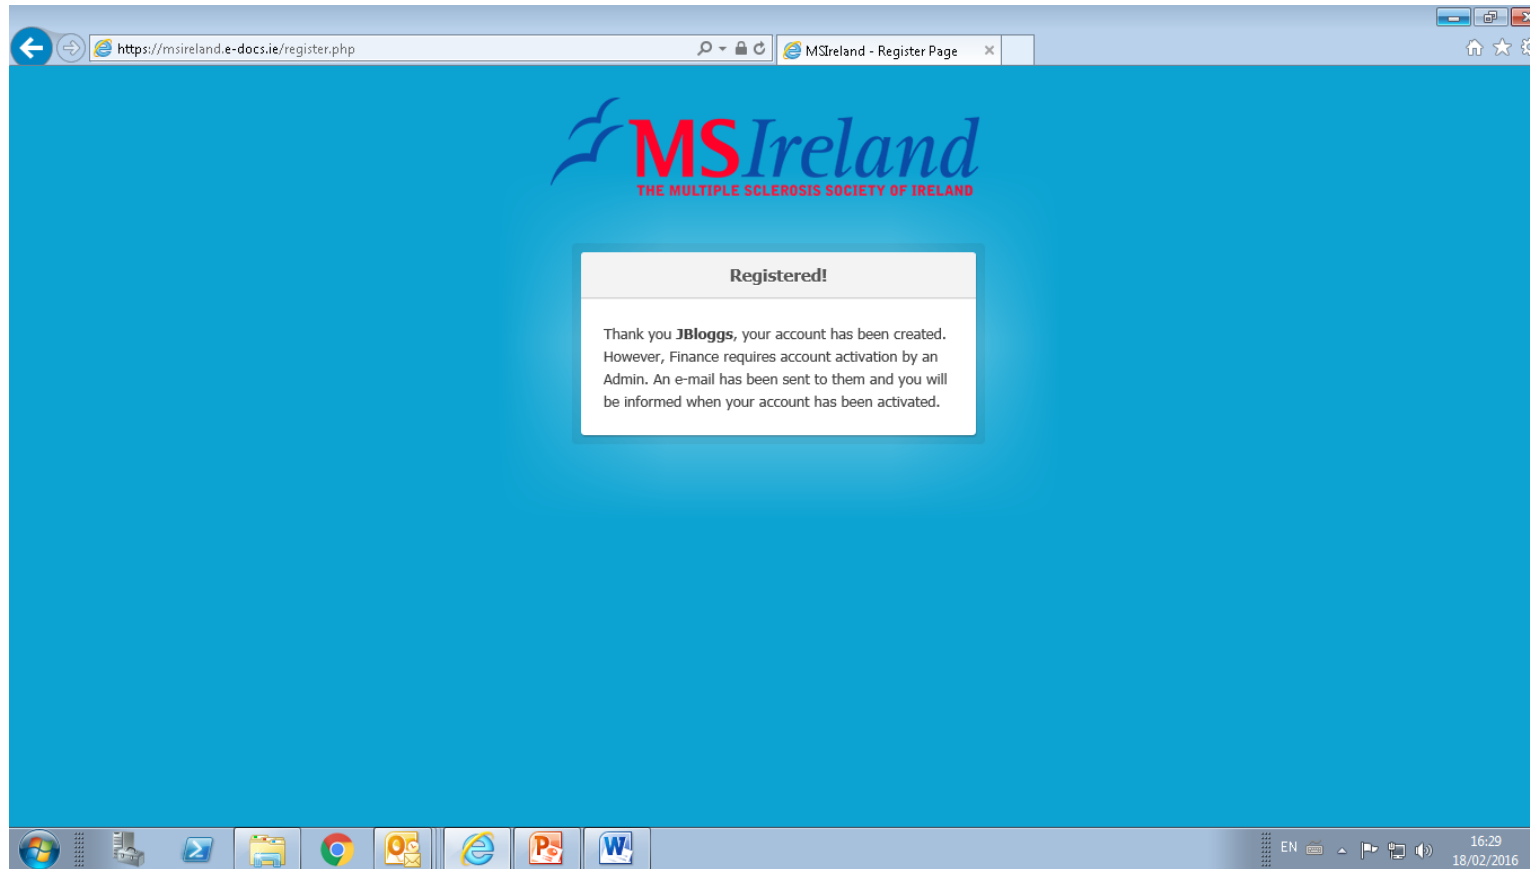 https://msireland.e-docs.ie/register.php
MSIreland - Register Page
MSIreland
THE MULTIPLE SCLEROSIS SOCIETY OF IRELAND
Registered!
Thank you JBloggs, your account has been created.
However, Finance requires account activation by an
Admin. An e-mail has been sent to them and you will
be informed when your account has been activated.
EN
16:29
18/02/2016